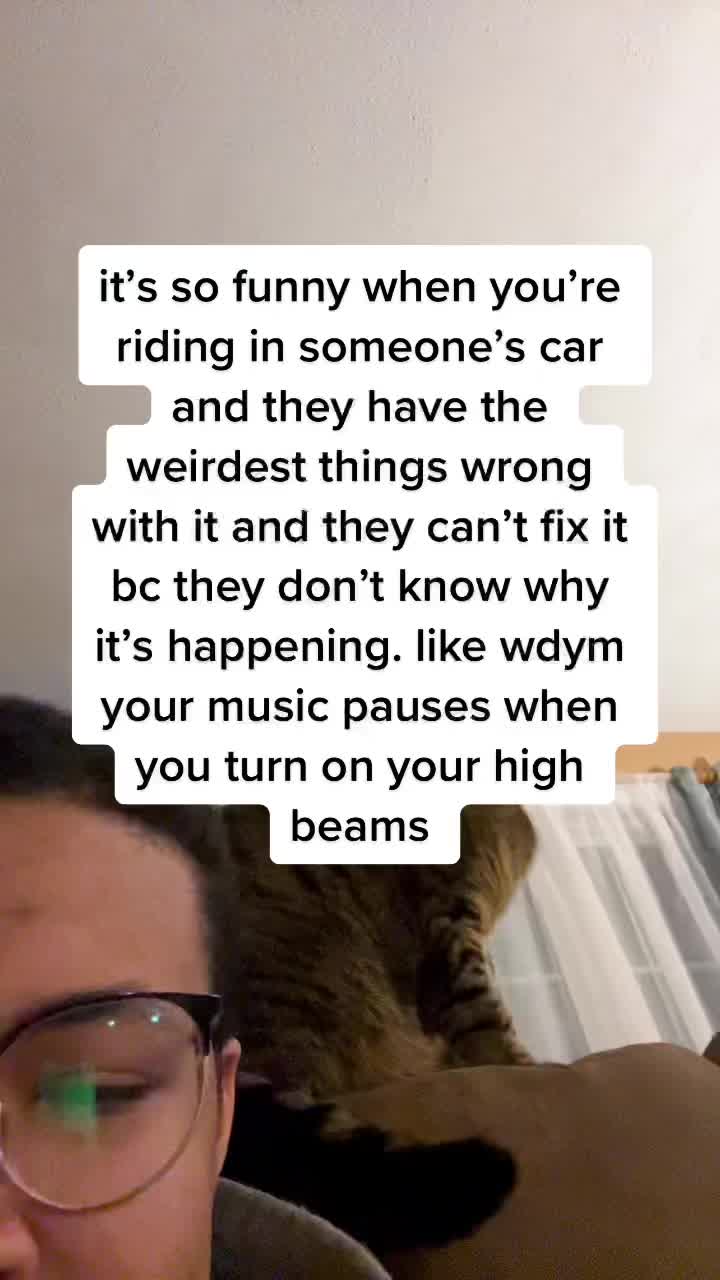 it’s so funny when you’re
riding in someone’s car
and they have the
weirdest things wrong
with it and they can’t fix it
bc they don’t know why
it’s happening. like wdym
your music pauses when
you turn on your high
beams